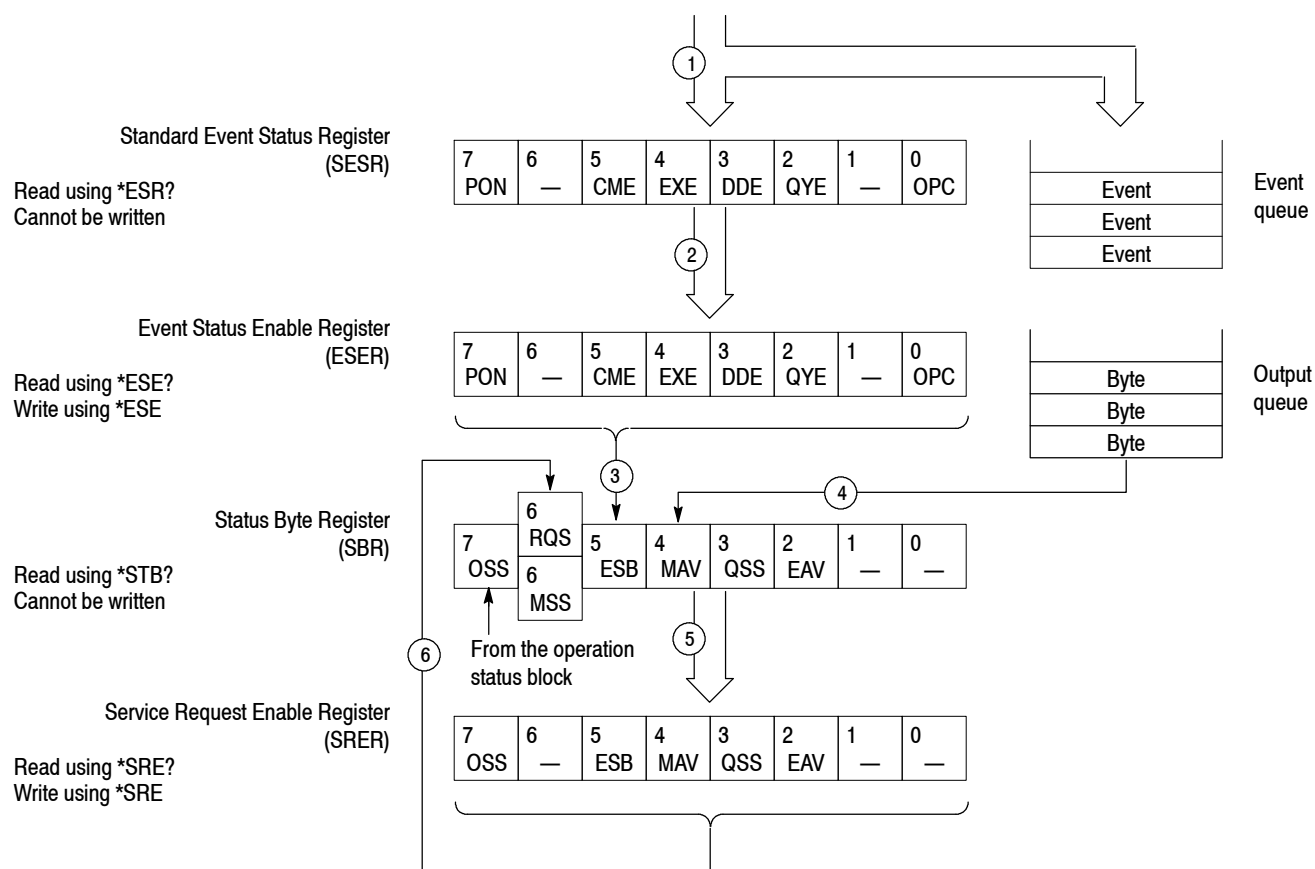 1
Standard Event Status Register
(SESR)
Read using *ESR?
Cannot be written
7 6 5 4 3 2 1 0
PON — CME EXE DDE QYE — OPC
Event
Event
Event
Event
queue
2
Event Status Enable Register
(ESER)
Read using *ESE?
Write using *ESE
7 6 5 4 3 2 1 0
PON — CME EXE DDE QYE — OPC
Byte
Byte
Byte
Output
queue
3
4
Status Byte Register
(SBR)
Read using *STB?
Cannot be written
6
RQS
7 5 4 3 2 1 0
OSS ESB MAV QSS EAV — —
6
MSS
5
6
From the operation
status block
Service Request Enable Register
(SRER)
Read using *SRE?
Write using *SRE
7 6 5 4 3 2 1 0
OSS — ESB MAV QSS EAV — —